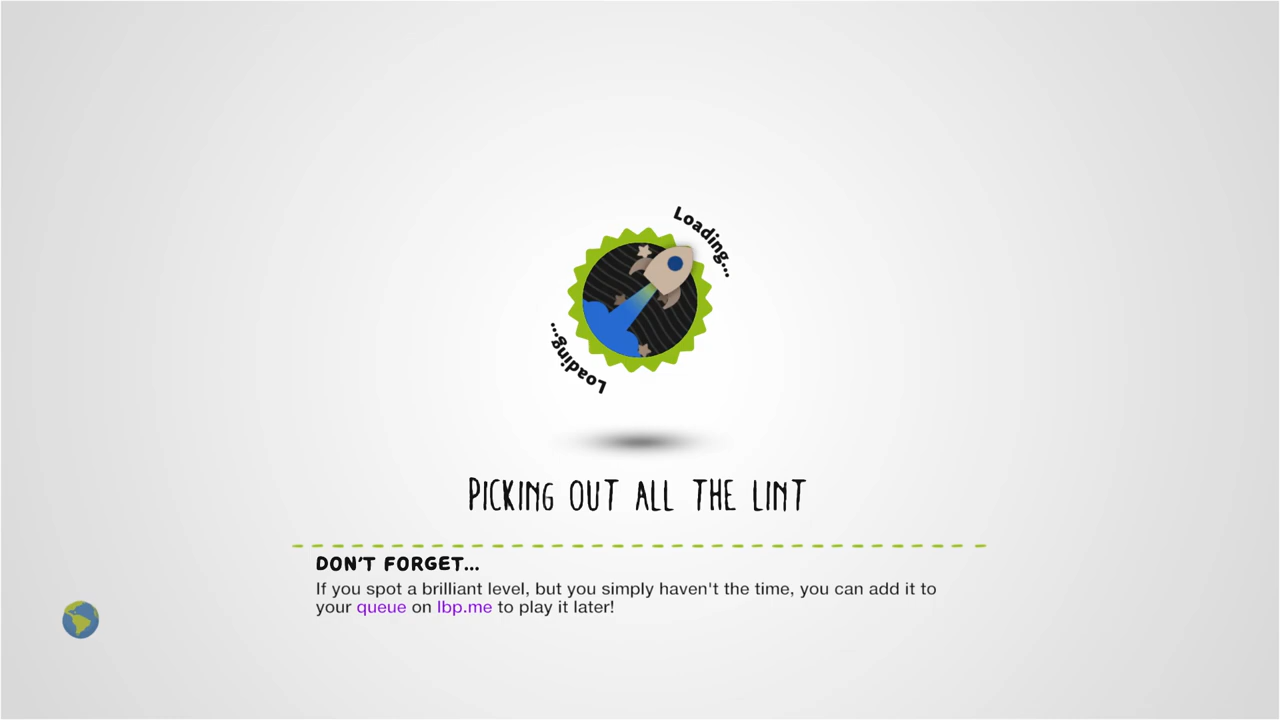 Loading...
Loading...
PICKING OUT ALL THE LINT
DON'T FORGET...
If you spot a brilliant level, but you simply haven't the time, you can add it to
your queue on lbp.me to play it later!